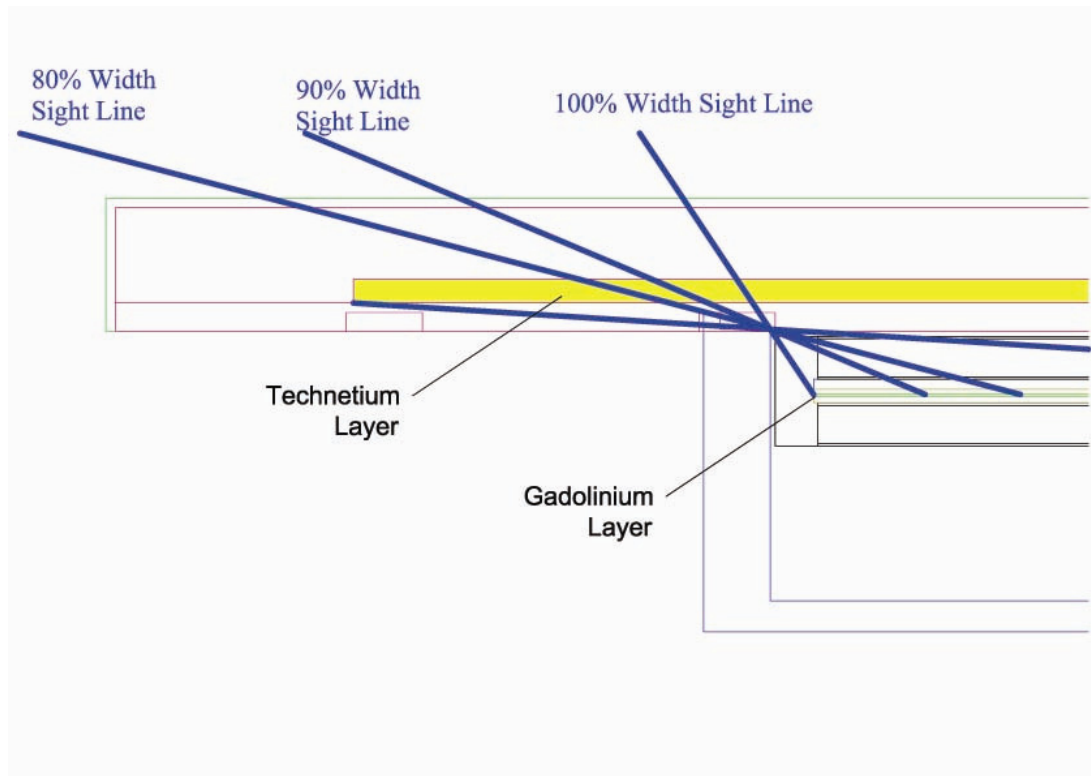 80% Width
Sight Line
90% Width
Sight Line
100% Width Sight Line
Technetium
Layer
Gadolinium
Layer